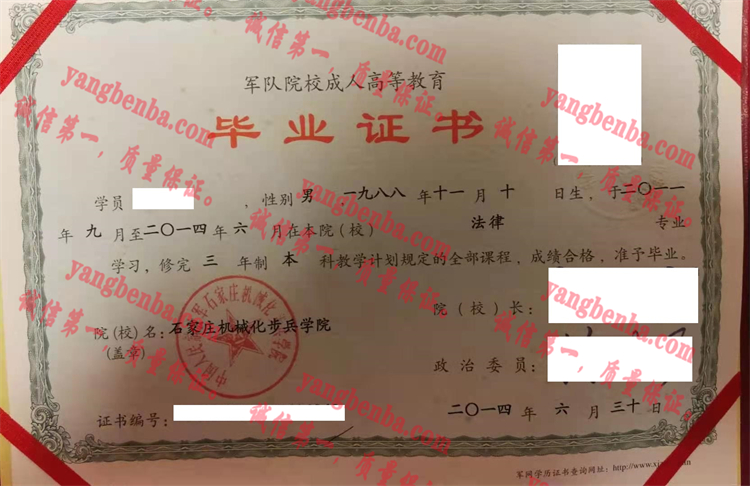 军队院校成人高等教育
毕业证书
学员 ，性别 男 一九八八 年 十一 月 十 日生，于 二〇一一
年 九 月至 二〇一四 年 六 月在本院（校） 法律 专业
学习，修完 三 年制 本 科教学计划规定的全部课程，成绩合格，准予毕业。
院（校）长：
院（校）名：石家庄机械化步兵学院
（盖章）
政治委员：
证书编号：
二〇一四 年 六 月 三十 日
军网学历证书查询网址：http://www.xj
yangbenba.com
诚信第一，质量保证。